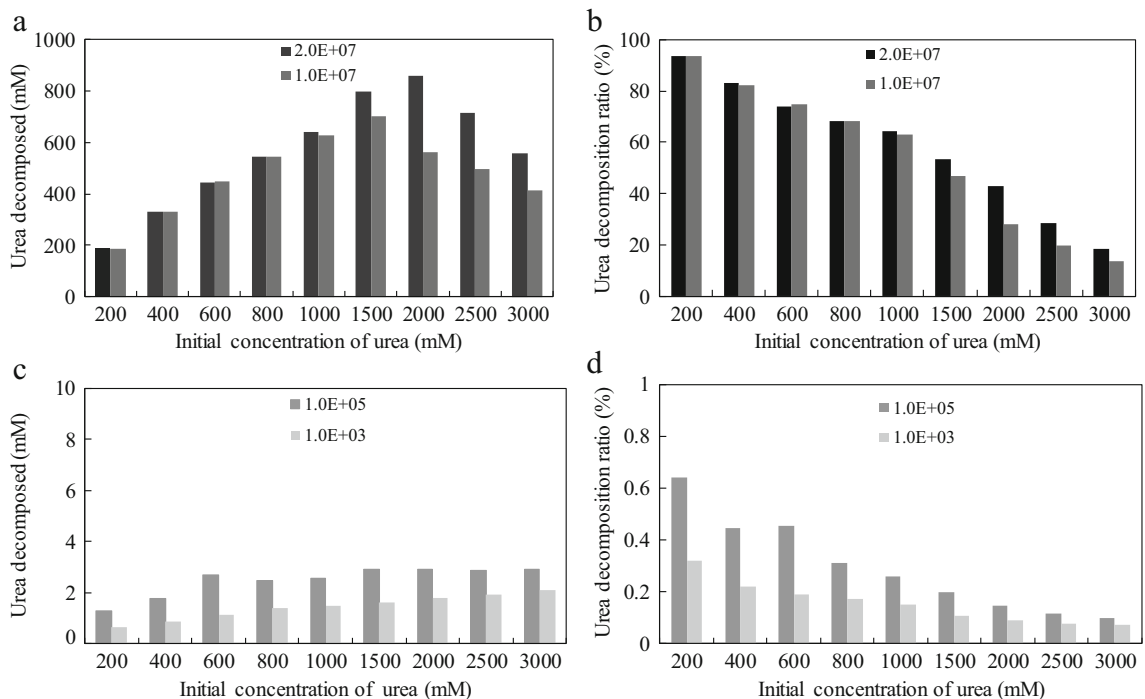 a
Urea decomposed (mM)
1000
800
600
400
200
0
2.0E+07
1.0E+07
200 400 600 800 1000 1500 2000 2500 3000
Initial concentration of urea (mM)
b
Urea decomposition ratio (%)
100
80
60
40
20
0
2.0E+07
1.0E+07
200 400 600 800 1000 1500 2000 2500 3000
Initial concentration of urea (mM)
c
Urea decomposed (mM)
10
8
6
4
2
0
1.0E+05
1.0E+03
200 400 600 800 1000 1500 2000 2500 3000
Initial concentration of urea (mM)
d
Urea decomposition ratio (%)
1
0.8
0.6
0.4
0.2
0
1.0E+05
1.0E+03
200 400 600 800 1000 1500 2000 2500 3000
Initial concentration of urea (mM)